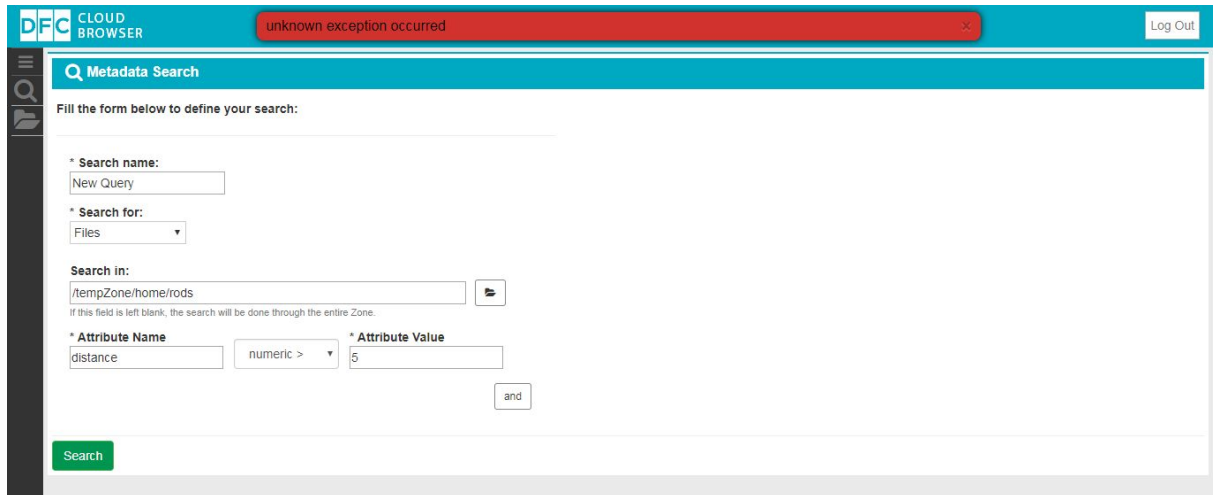 DFC CLOUD
BROWSER
unknown exception occurred ×
Log Out
Metadata Search
Fill the form below to define your search:
* Search name:
New Query
* Search for:
Files
Search in:
/tempZone/home/rods
If this field is left blank, the search will be done through the entire Zone.
* Attribute Name * Attribute Value
distance numeric > 5
and
Search